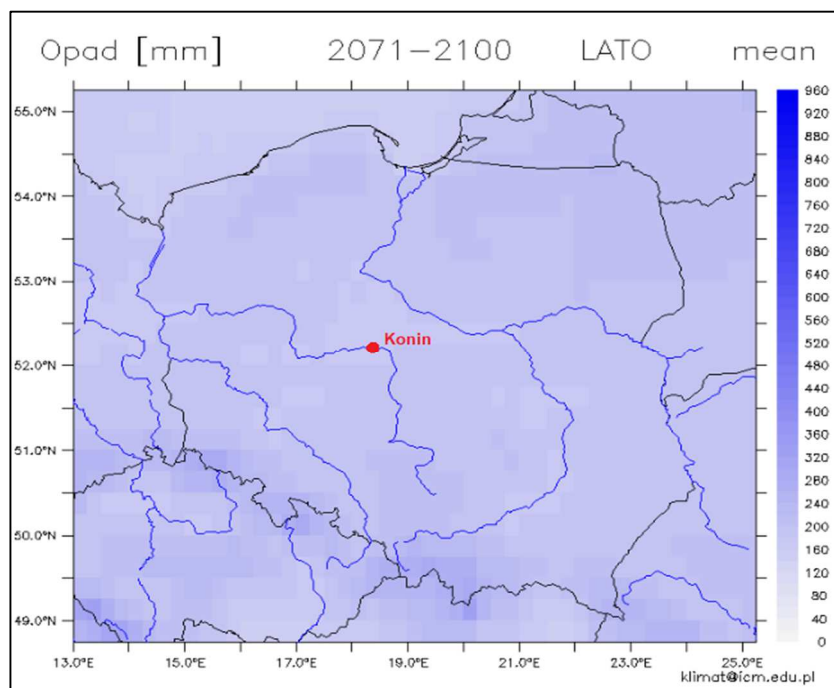 Opad [mm] 2071-2100 LATO mean
55.0°N
54.0°N
53.0°N
52.0°N
51.0°N
50.0°N
49.0°N
Konin
13.0°E 15.0°E 17.0°E 19.0°E 21.0°E 23.0°E 25.0°E
960
920
880
840
800
760
720
680
640
600
560
520
480
440
400
360
320
280
240
200
160
120
80
40
0
klimat@icm.edu.pl